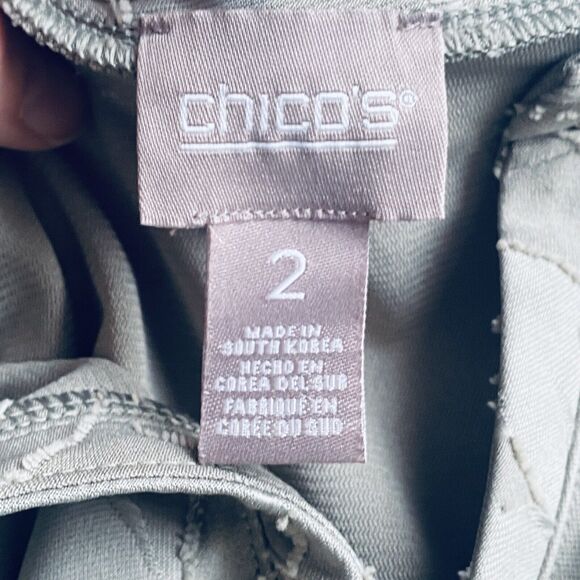 chico's®
2
MADE IN
SOUTH KOREA
HECHO EN
COREA DEL SUR
FABRIQUÉ EN
CORÉE DU SUD